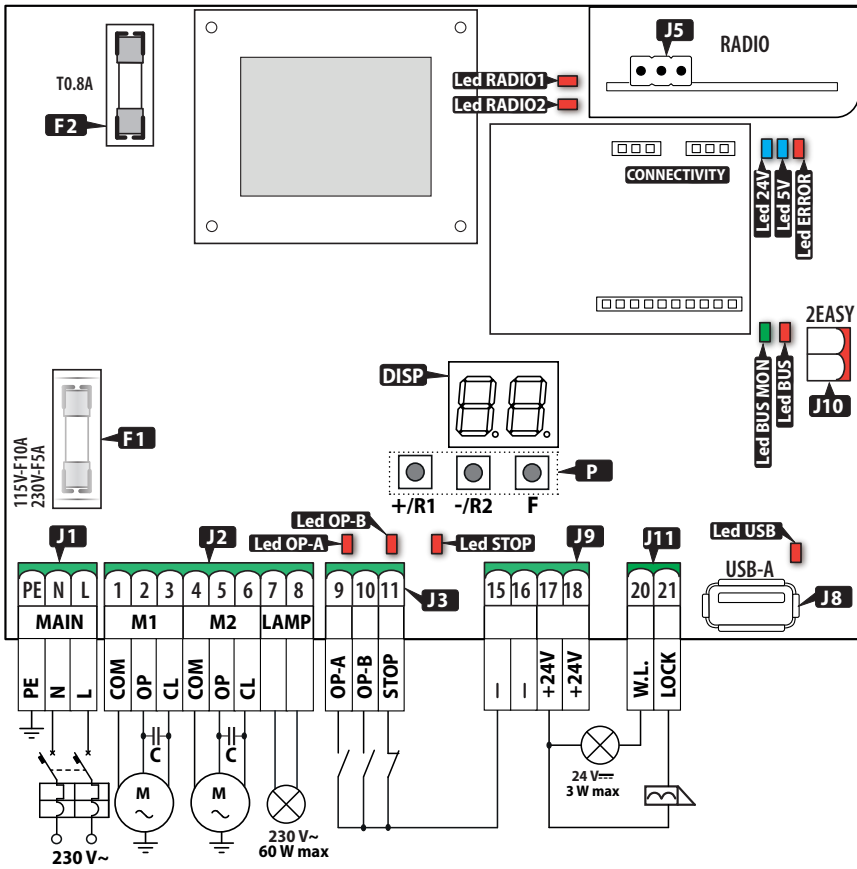 J5
RADIO
T0.8A
F2
Led RADIO1
Led RADIO2
CONNECTIVITY
Led 24V
Led 5V
Led ERROR
2EASY
J10
Led BUS MON
Led BUS
DISP
F1
115V-F10A
230V-F5A
P
+/R1 -/R2 F
Led OP-B
Led OP-A
Led STOP
Led USB
J1
J2
J3
J9
J11
USB-A
J8
PE N L
1 2 3 4 5 6 7 8
9 10 11
15 16 17 18
20 21
MAIN
M1
M2
LAMP
PE N L
COM OP CL COM OP CL
OP-A OP-B STOP
– – +24V +24V
W.L. LOCK
C
C
M
~
M
~
24 V⎓
3 W max
230 V~
60 W max
230 V~